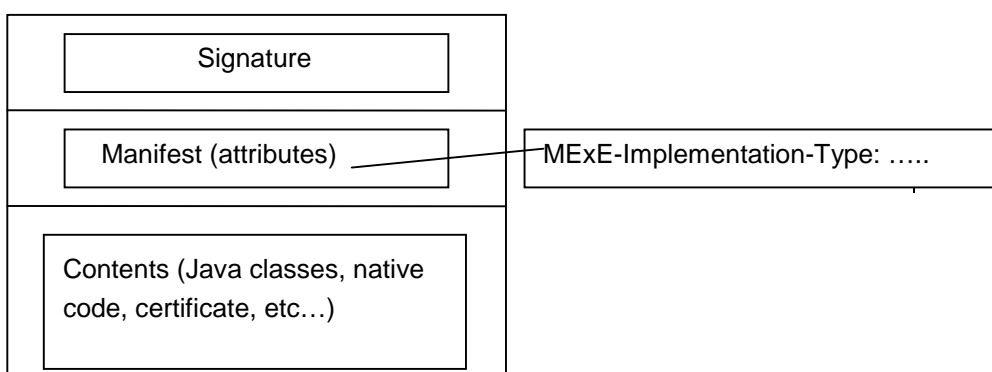 Signature
Manifest (attributes)
MExE-Implementation-Type: …..
Contents (Java classes, native
code, certificate, etc…)